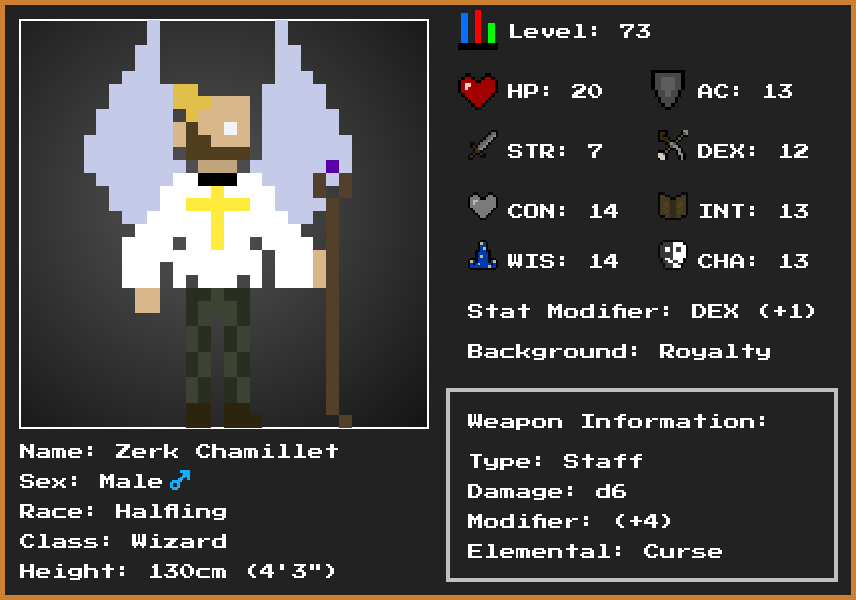 Level: 73
HP: 20
AC: 13
STR: 7
DEX: 12
CON: 14
INT: 13
WIS: 14
CHA: 13
Stat Modifier: DEX (+1)
Background: Royalty
Weapon Information:
Type: Staff
Damage: d6
Modifier: (+4)
Elemental: Curse
Name: Zerk Chamillet
Sex: Male♂
Race: Halfling
Class: Wizard
Height: 130cm (4'3")